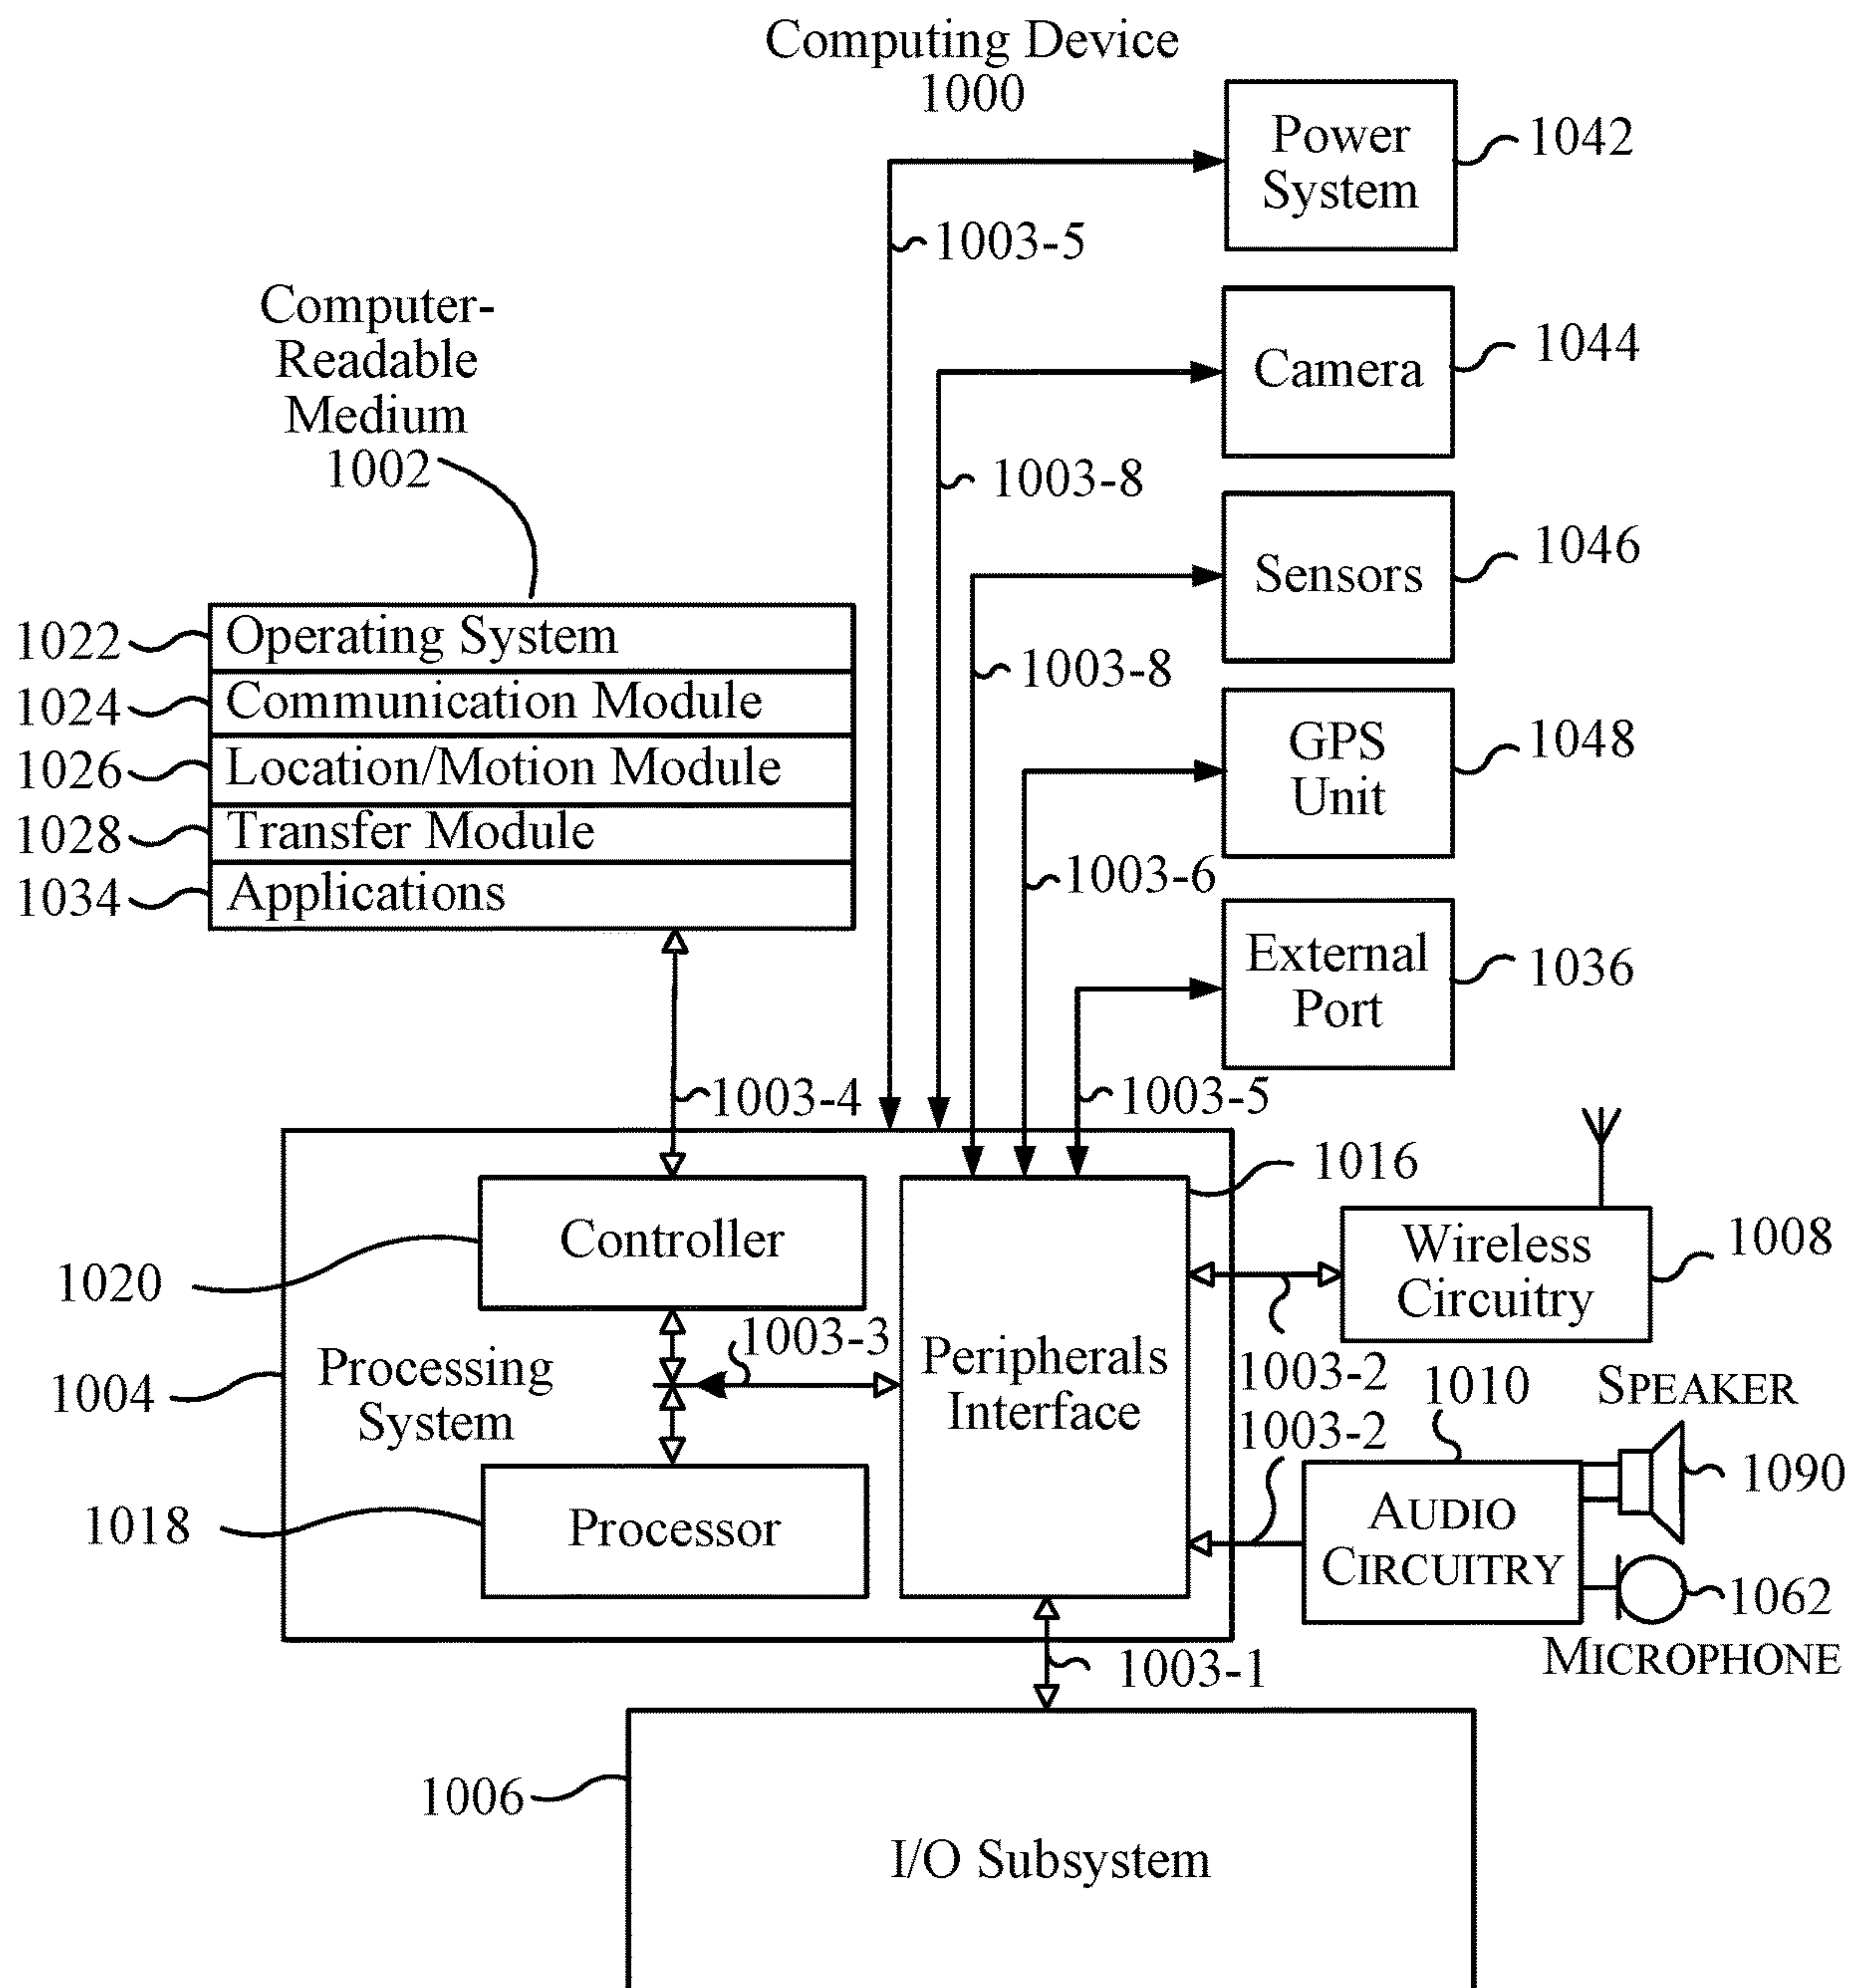 Computing Device
1000
Power
System
1042
1003-5
Camera
1044
1003-8
Sensors
1046
1003-8
GPS
Unit
1048
1003-6
External
Port
1036
1003-5
Computer-
Readable
Medium
1002
1022
Operating System
1024
Communication Module
1026
Location/Motion Module
1028
Transfer Module
1034
Applications
1003-4
1016
1020
Controller
1003-3
1004
Processing
System
Peripherals
Interface
1018
Processor
Wireless
Circuitry
1008
1003-2
1003-2
1010
SPEAKER
1090
AUDIO
CIRCUITRY
1062
MICROPHONE
1003-1
1006
I/O Subsystem